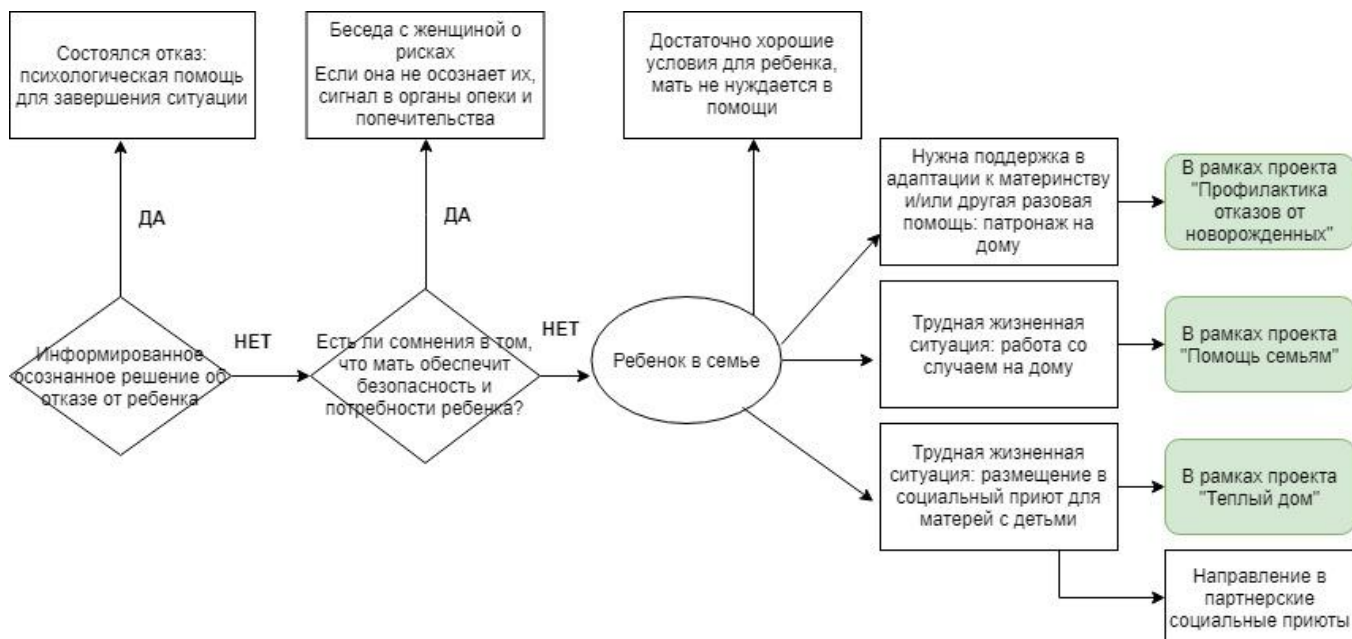 Состоялся отказ:
психологическая помощь
для завершения ситуации
Беседа с женщиной о
рисках
Если она не осознает их,
сигнал в органы опеки и
попечительства
Достаточно хорошие
условия для ребенка,
мать не нуждается в
помощи
Нужна поддержка в
адаптации к материнству
и/или другая разовая
помощь: патронаж на
дому
В рамках проекта
"Профилактика
отказов от
новорожденных"
ДА
ДА
Информированное
осознанное решение об
отказе от ребенка
НЕТ
Есть ли сомнения в том,
что мать обеспечит
безопасность и
потребности ребенка?
НЕТ
Ребенок в семье
Трудная жизненная
ситуация: работа со
случаем на дому
В рамках проекта
"Помощь семьям"
Трудная жизненная
ситуация: размещение в
социальный приют для
матерей с детьми
В рамках проекта
"Теплый дом"
Направление в
партнерские
социальные приюты